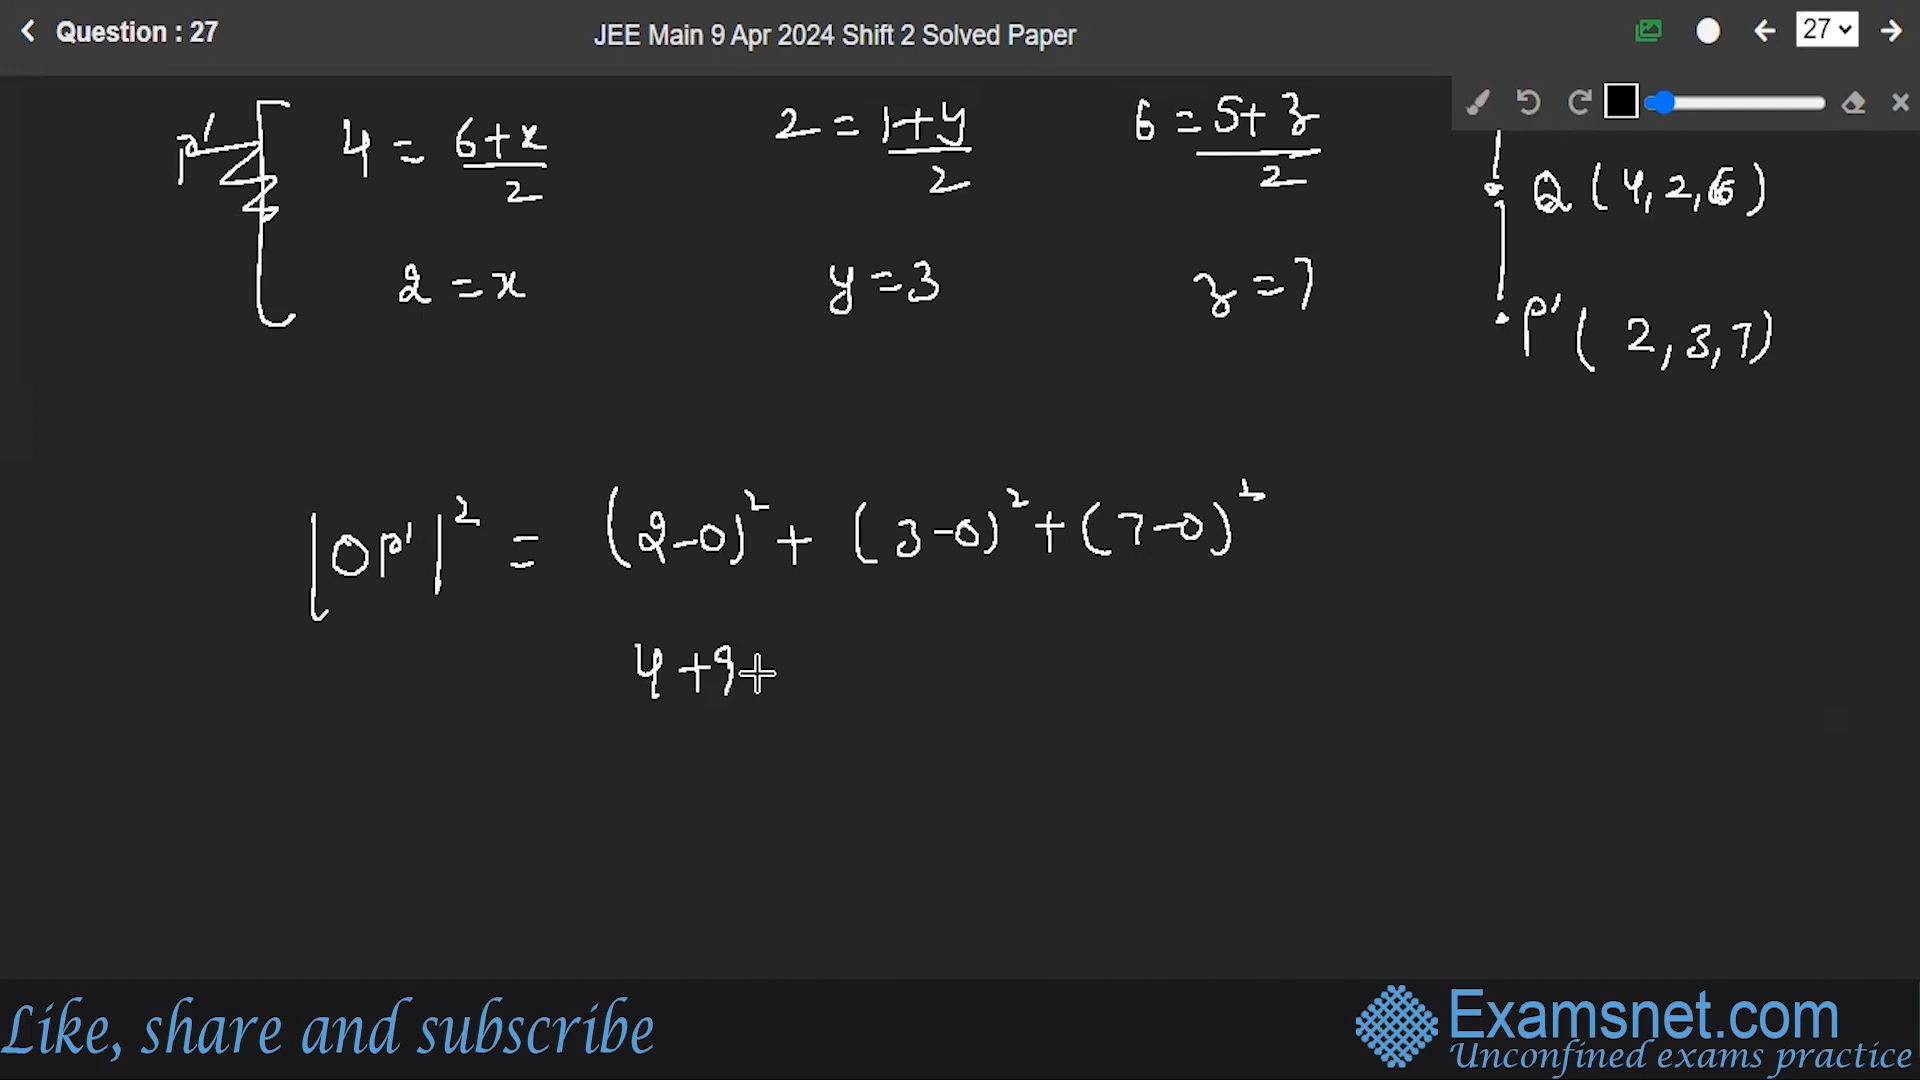 Question : 27
JEE Main 9 Apr 2024 Shift 2 Solved Paper
27
P' 4 = 6+x/2 2 = 1+y/2 6 = 5+z/2
Q (4, 2, 6)
2 = x y = 3 z = 7
P' ( 2, 3, 7)
|OP'|² = (2-0)² + (3-0)² + (7-0)²
4 + 9 +
Like, share and subscribe
Examsnet.com
Unconfined exams practice